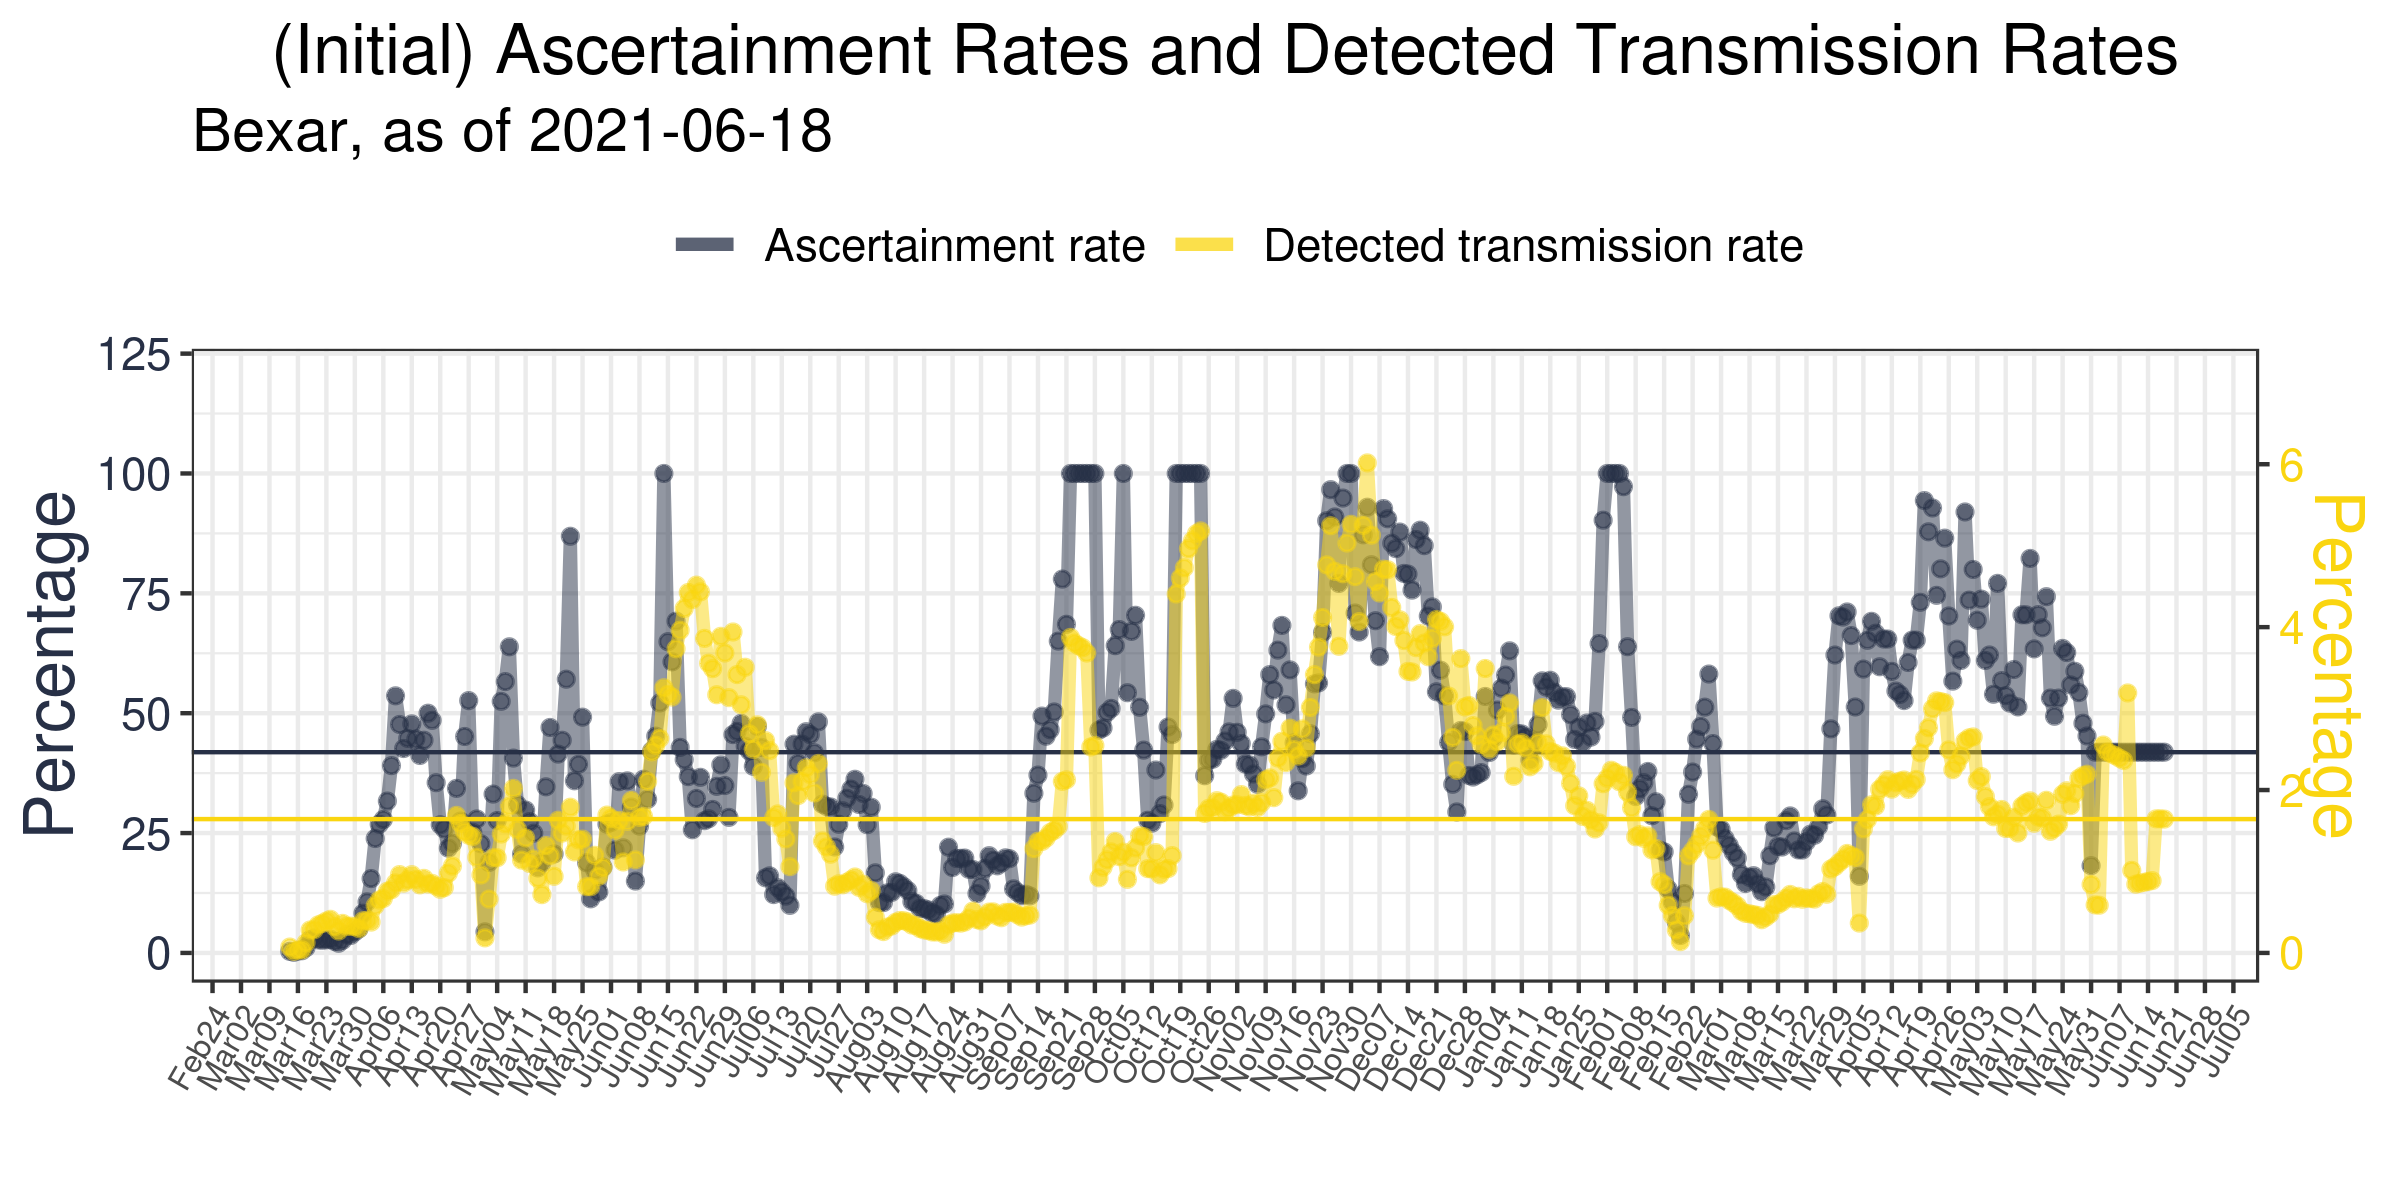 (Initial) Ascertainment Rates and Detected Transmission Rates
Bexar, as of 2021-06-18
Ascertainment rate
Detected transmission rate
125
100
75
50
25
0
Percentage
6
4
2
0
Percentage
Feb24
Mar02
Mar09
Mar16
Mar23
Mar30
Apr06
Apr13
Apr20
Apr27
May04
May11
May18
May25
Jun01
Jun08
Jun15
Jun22
Jun29
Jul06
Jul13
Jul20
Jul27
Aug03
Aug10
Aug17
Aug24
Aug31
Sep07
Sep14
Sep21
Sep28
Oct05
Oct12
Oct19
Oct26
Nov02
Nov09
Nov16
Nov23
Nov30
Dec07
Dec14
Dec21
Dec28
Jan04
Jan11
Jan18
Jan25
Feb01
Feb08
Feb15
Feb22
Mar01
Mar08
Mar15
Mar22
Mar29
Apr05
Apr12
Apr19
Apr26
May03
May10
May17
May24
May31
Jun07
Jun14
Jun21
Jun28
Jul05